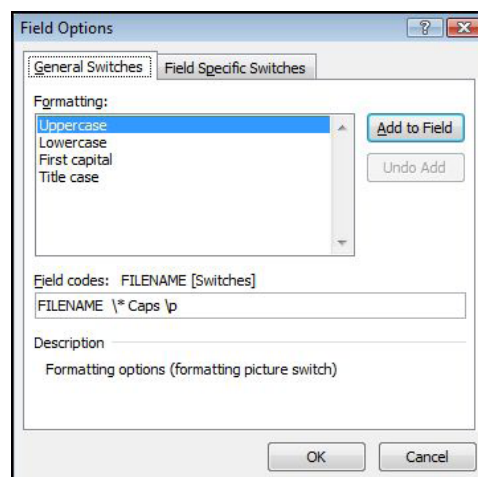 Field Options
General Switches
Field Specific Switches
Formatting:
Uppercase
Lowercase
First capital
Title case
Add to Field
Undo Add
Field codes: FILENAME [Switches]
FILENAME \* Caps \p
Description
Formatting options (formatting picture switch)
OK
Cancel